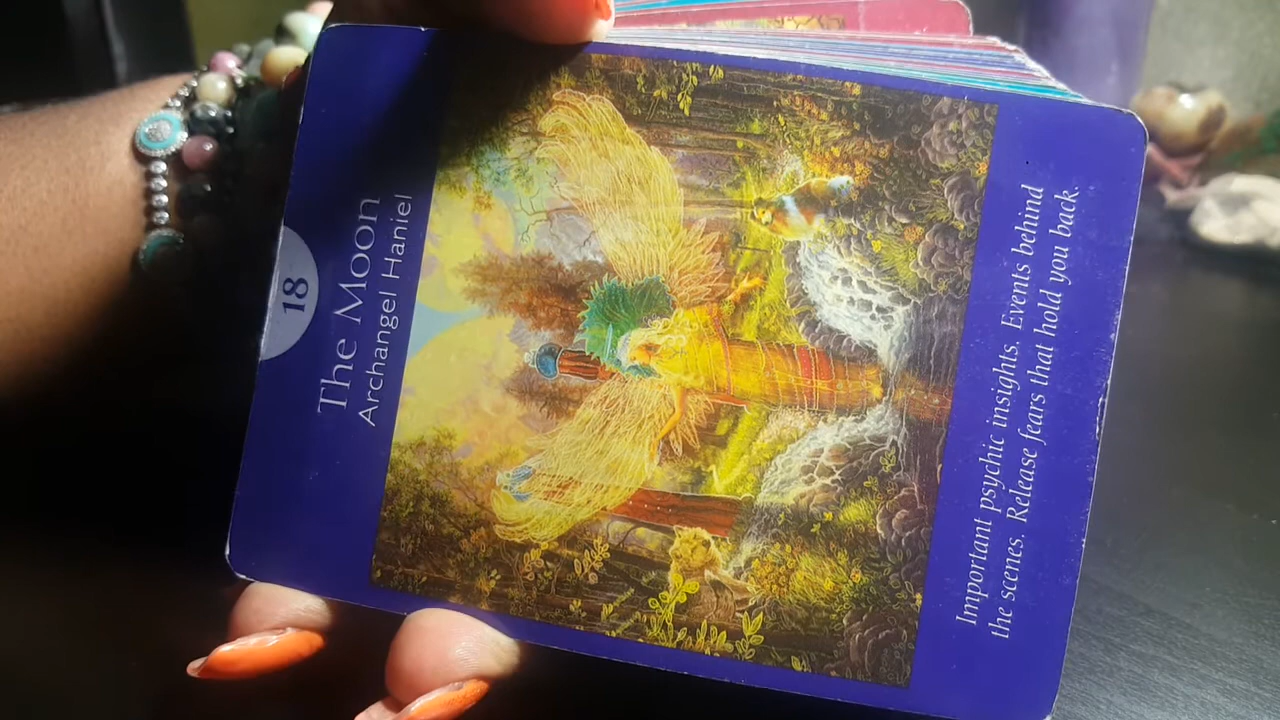 18
The Moon
Archangel Haniel
Important psychic insights. Events behind
the scenes. Release fears that hold you back.